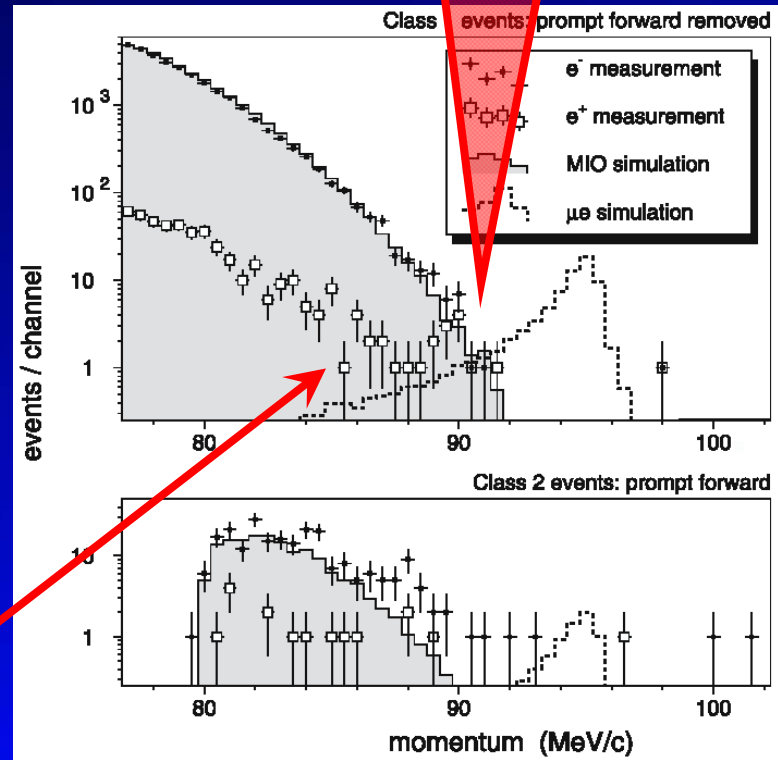 Class events: prompt forward removed
e⁻ measurement
e⁺ measurement
MIO simulation
μe simulation
10³
10²
10
1
80
90
100
events / channel
Class 2 events: prompt forward
10
1
80
90
100
momentum (MeV/c)